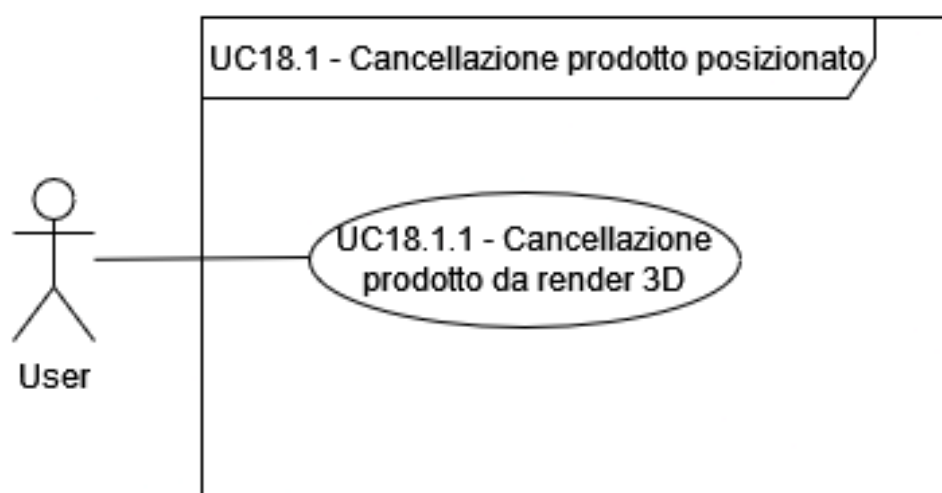 UC18.1 - Cancellazione prodotto posizionato
UC18.1.1 - Cancellazione
prodotto da render 3D
User